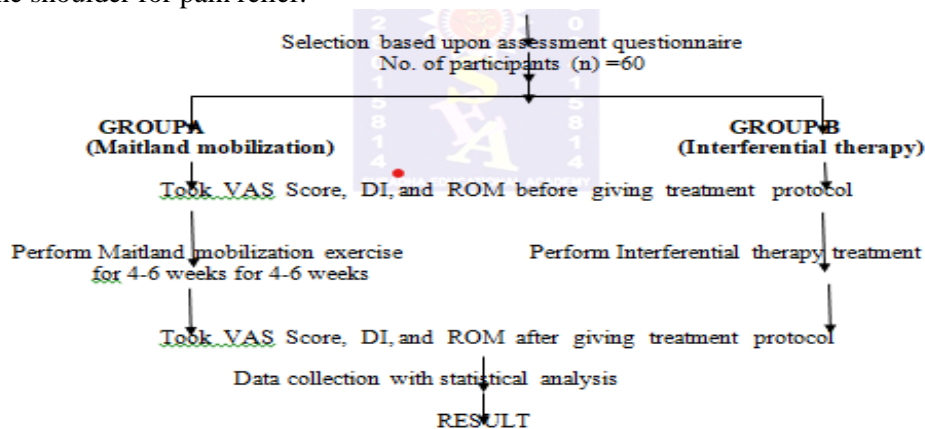 the shoulder for pain relief.
Selection based upon assessment questionnaire
No. of participants (n) =60
GROUPA GROUP B
(Maitland mobilization) (Interferential therapy)
Took VAS Score, DI, and ROM before giving treatment protocol
Perform Maitland mobilization exercise Perform Interferential therapy treatment
for 4-6 weeks for 4-6 weeks
Took VAS Score, DI, and ROM after giving treatment protocol
Data collection with statistical analysis
RESULT